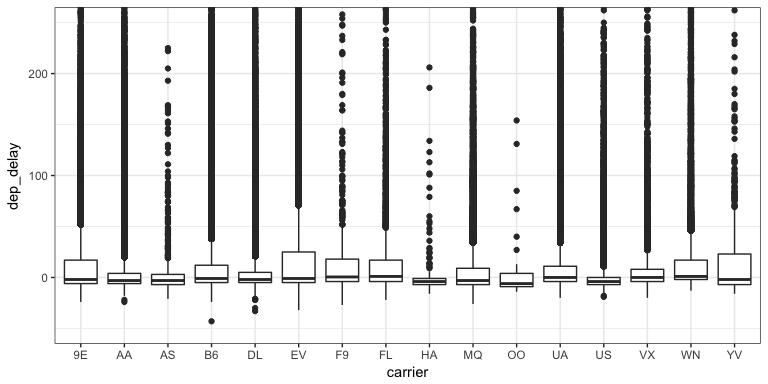 dep_delay
200
100
0
9E AA AS B6 DL EV F9 FL HA MQ OO UA US VX WN YV
carrier